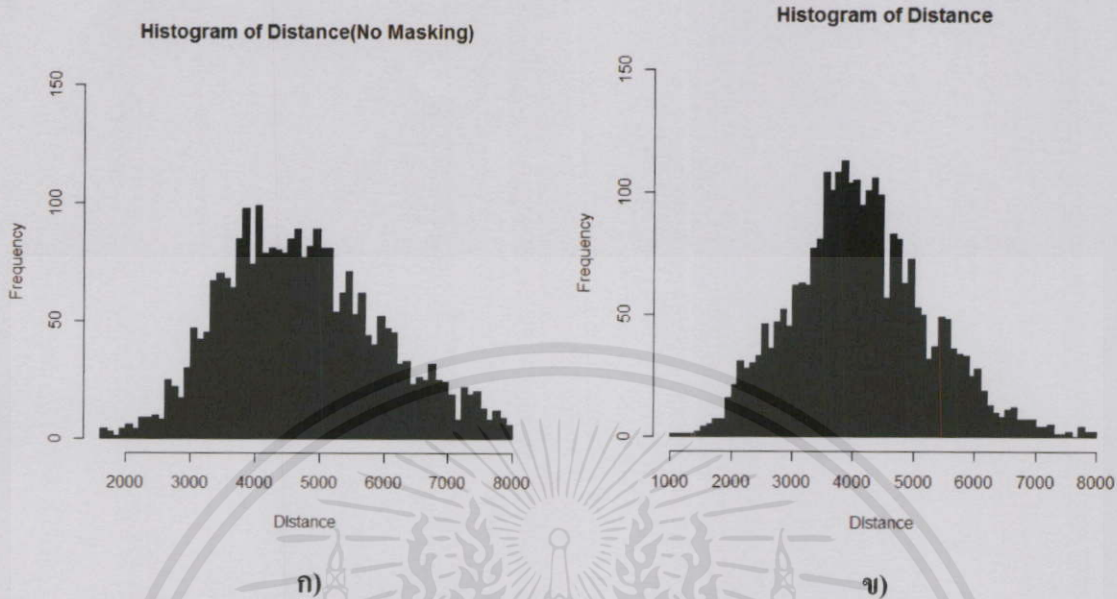 Histogram of Distance(No Masking)
150
100
50
0
Frequency
2000 3000 4000 5000 6000 7000 8000
Distance
ก)
Histogram of Distance
150
100
50
0
Frequency
1000 2000 3000 4000 5000 6000 7000 8000
Distance
ข)